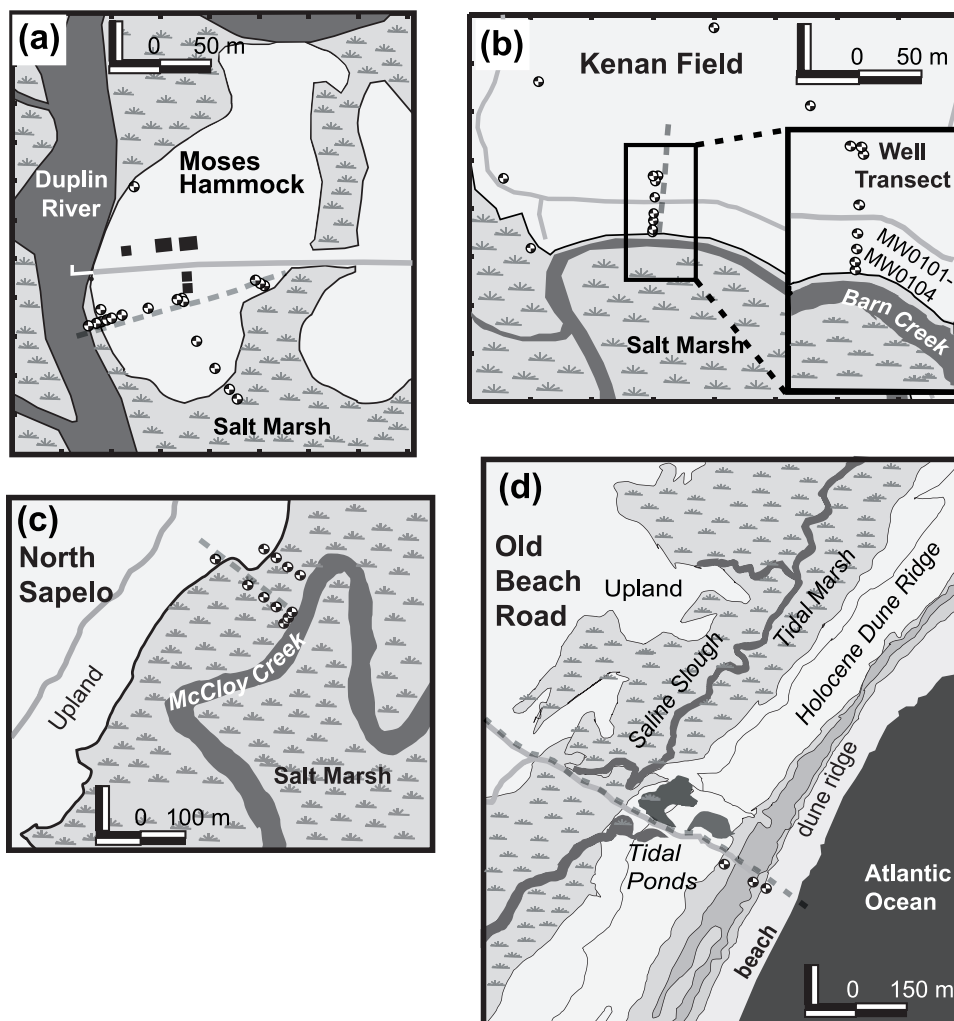 (a)
0 50 m
Moses
Hammock
Duplin
River
Salt Marsh
(b)
0 50 m
Kenan Field
Well
Transect
MW0101-
MW0104
Barn Creek
Salt Marsh
(c)
North
Sapelo
Upland
McCloy Creek
Salt Marsh
0 100 m
(d)
Old
Beach
Road
Upland
Saline Slough
Tidal Marsh
Holocene Dune Ridge
dune ridge
Tidal
Ponds
beach
Atlantic
Ocean
0 150 m